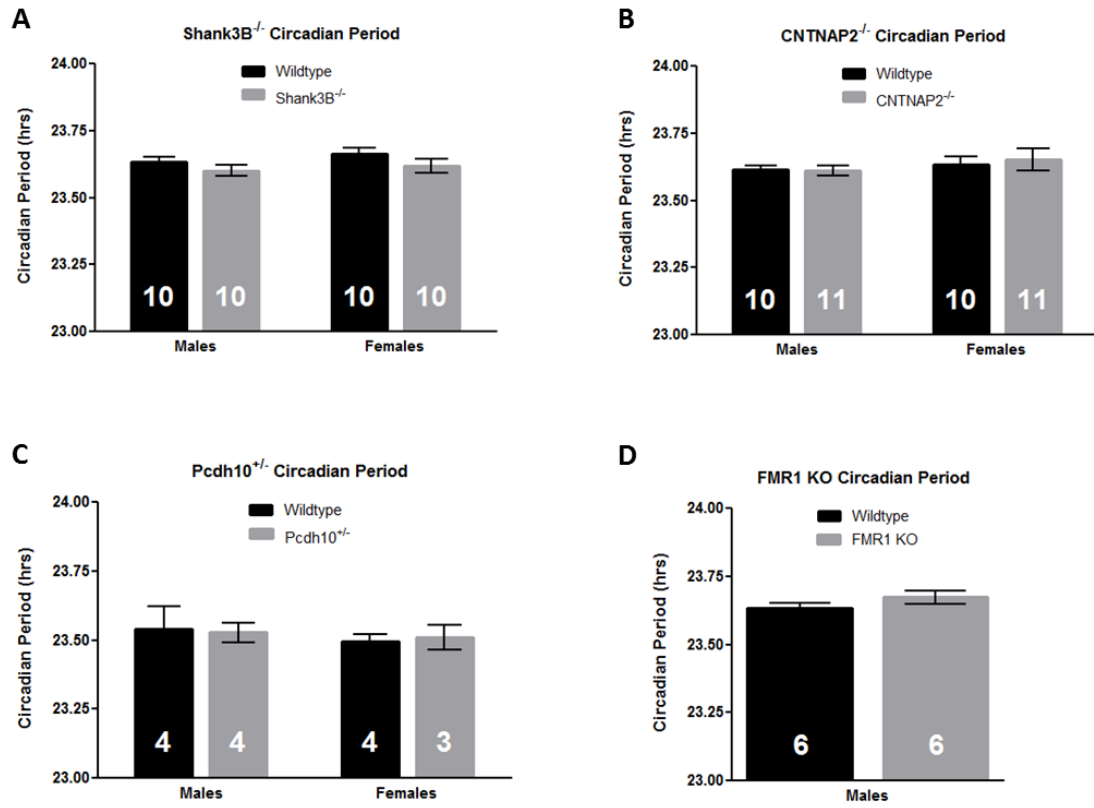 A
Shank3B-/- Circadian Period
Wildtype
Shank3B-/-
Circadian Period (hrs)
24.00
23.75
23.50
23.25
23.00
10
10
10
10
Males
Females
B
CNTNAP2-/- Circadian Period
Wildtype
CNTNAP2-/-
Circadian Period (hrs)
24.00
23.75
23.50
23.25
23.00
10
11
10
11
Males
Females
C
Pcdh10+/- Circadian Period
Wildtype
Pcdh10+/-
Circadian Period (hrs)
24.00
23.75
23.50
23.25
23.00
4
4
4
3
Males
Females
D
FMR1 KO Circadian Period
Wildtype
FMR1 KO
Circadian Period (hrs)
24.00
23.75
23.50
23.25
23.00
6
6
Males